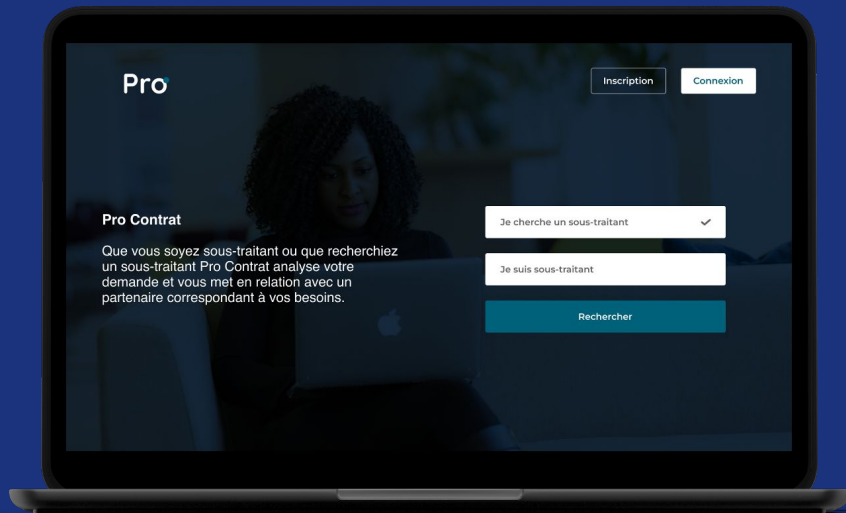 Pro
Inscription
Connexion
Pro Contrat
Que vous soyez sous-traitant ou que recherchiez
un sous-traitant Pro Contrat analyse votre
demande et vous met en relation avec un
partenaire correspondant à vos besoins.
Je cherche un sous-traitant
Je suis sous-traitant
Rechercher